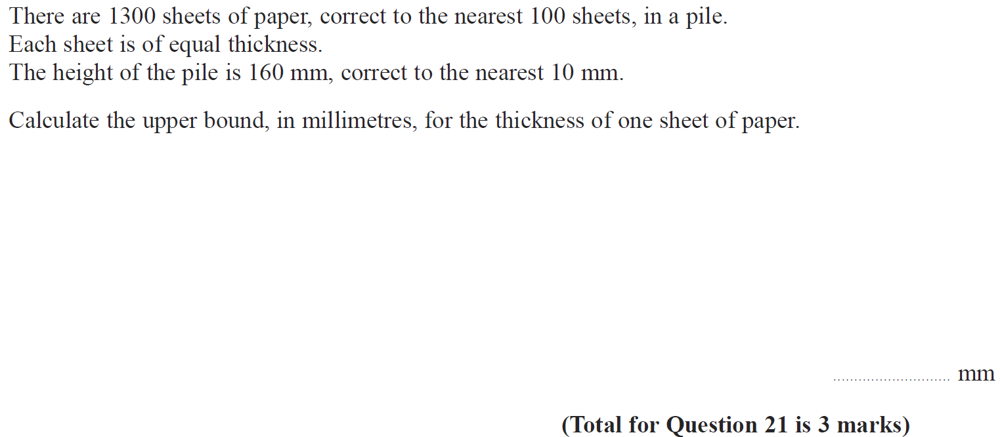 There are 1300 sheets of paper, correct to the nearest 100 sheets, in a pile.
Each sheet is of equal thickness.
The height of the pile is 160 mm, correct to the nearest 10 mm.
Calculate the upper bound, in millimetres, for the thickness of one sheet of paper.
............................ mm
(Total for Question 21 is 3 marks)